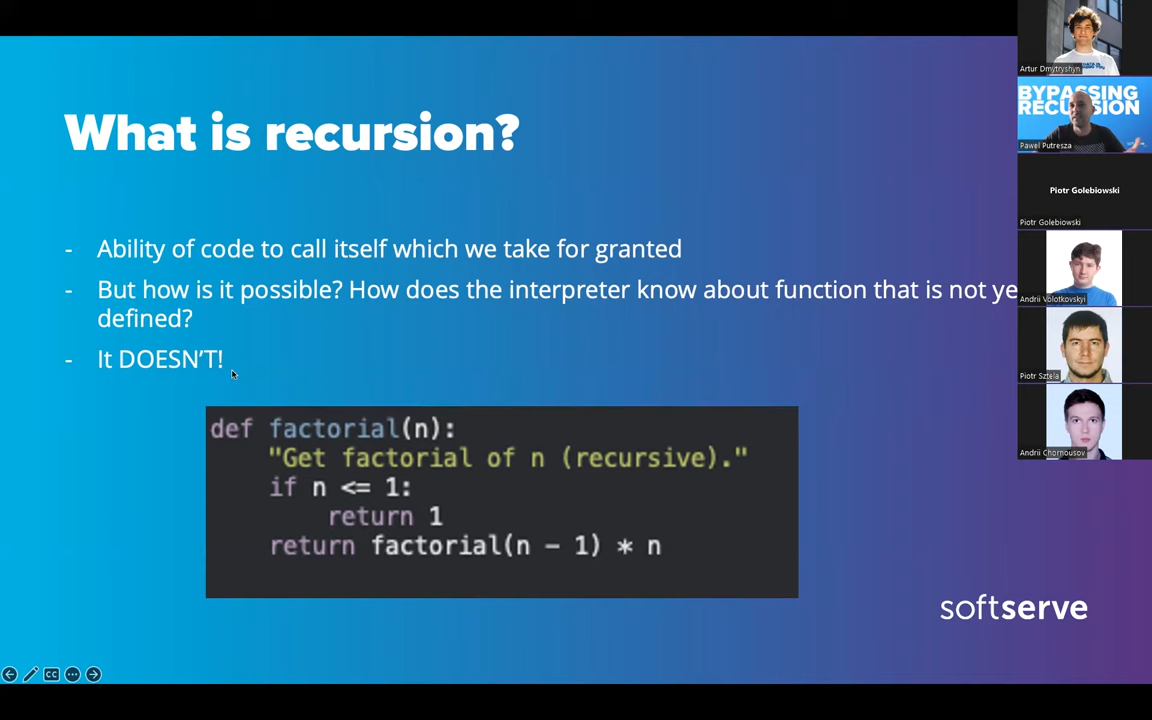 What is recursion?
- Ability of code to call itself which we take for granted
- But how is it possible? How does the interpreter know about function that is not ye
defined?
- It DOESN'T!
def factorial(n):
"Get factorial of n (recursive)."
if n <= 1:
return 1
return factorial(n - 1) * n
softserve
CC
Artur Dmytryshyn
BYPASSING
RECURSION
Pawel Putresza
Piotr Golebiowski
Piotr Golebiowski
Andrii Volotkovskyi
Piotr Sztela
Andrii Chornousov